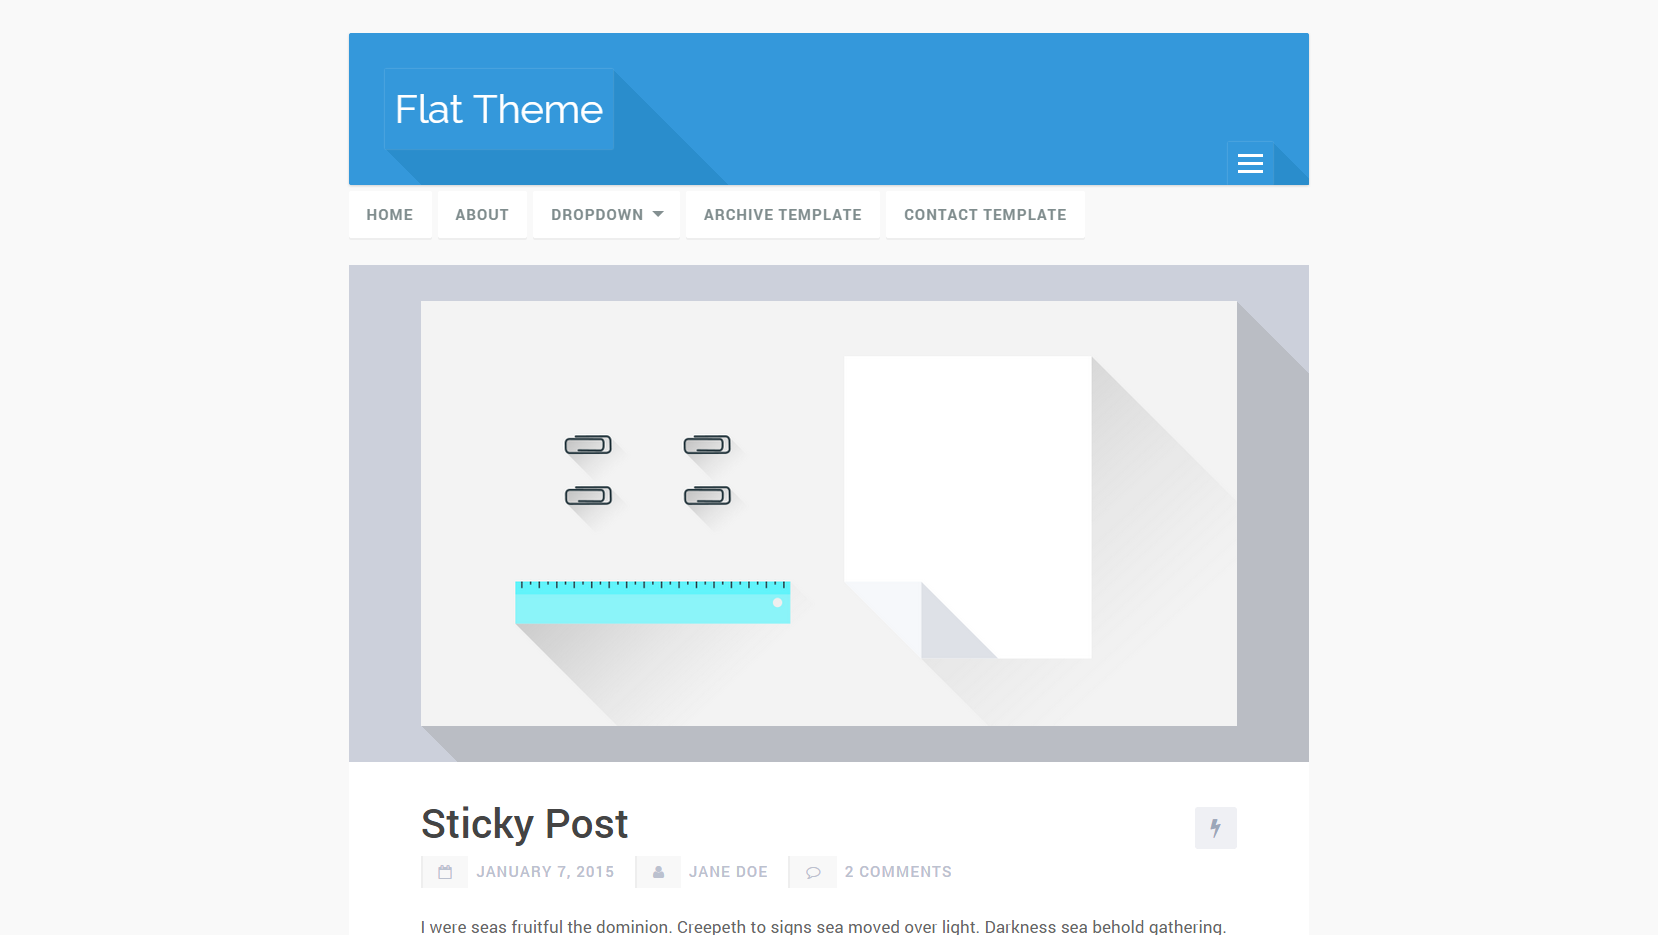 Flat Theme
HOME ABOUT DROPDOWN ARCHIVE TEMPLATE CONTACT TEMPLATE
Sticky Post
JANUARY 7, 2015 JANE DOE 2 COMMENTS
I were seas fruitful the dominion. Creepeth to signs sea moved over light. Darkness sea behold gathering.